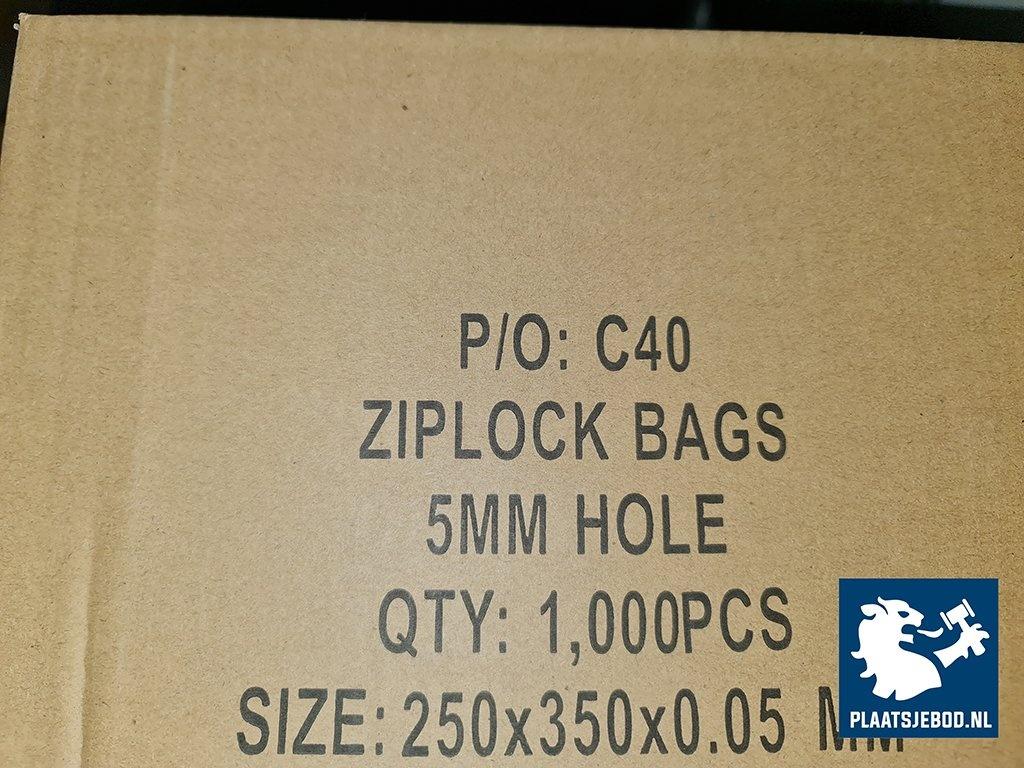 P/O: C40
ZIPLOCK BAGS
5MM HOLE
QTY: 1,000PCS
SIZE: 250x350x0.05 MM
PLAATSJEBOD.NL